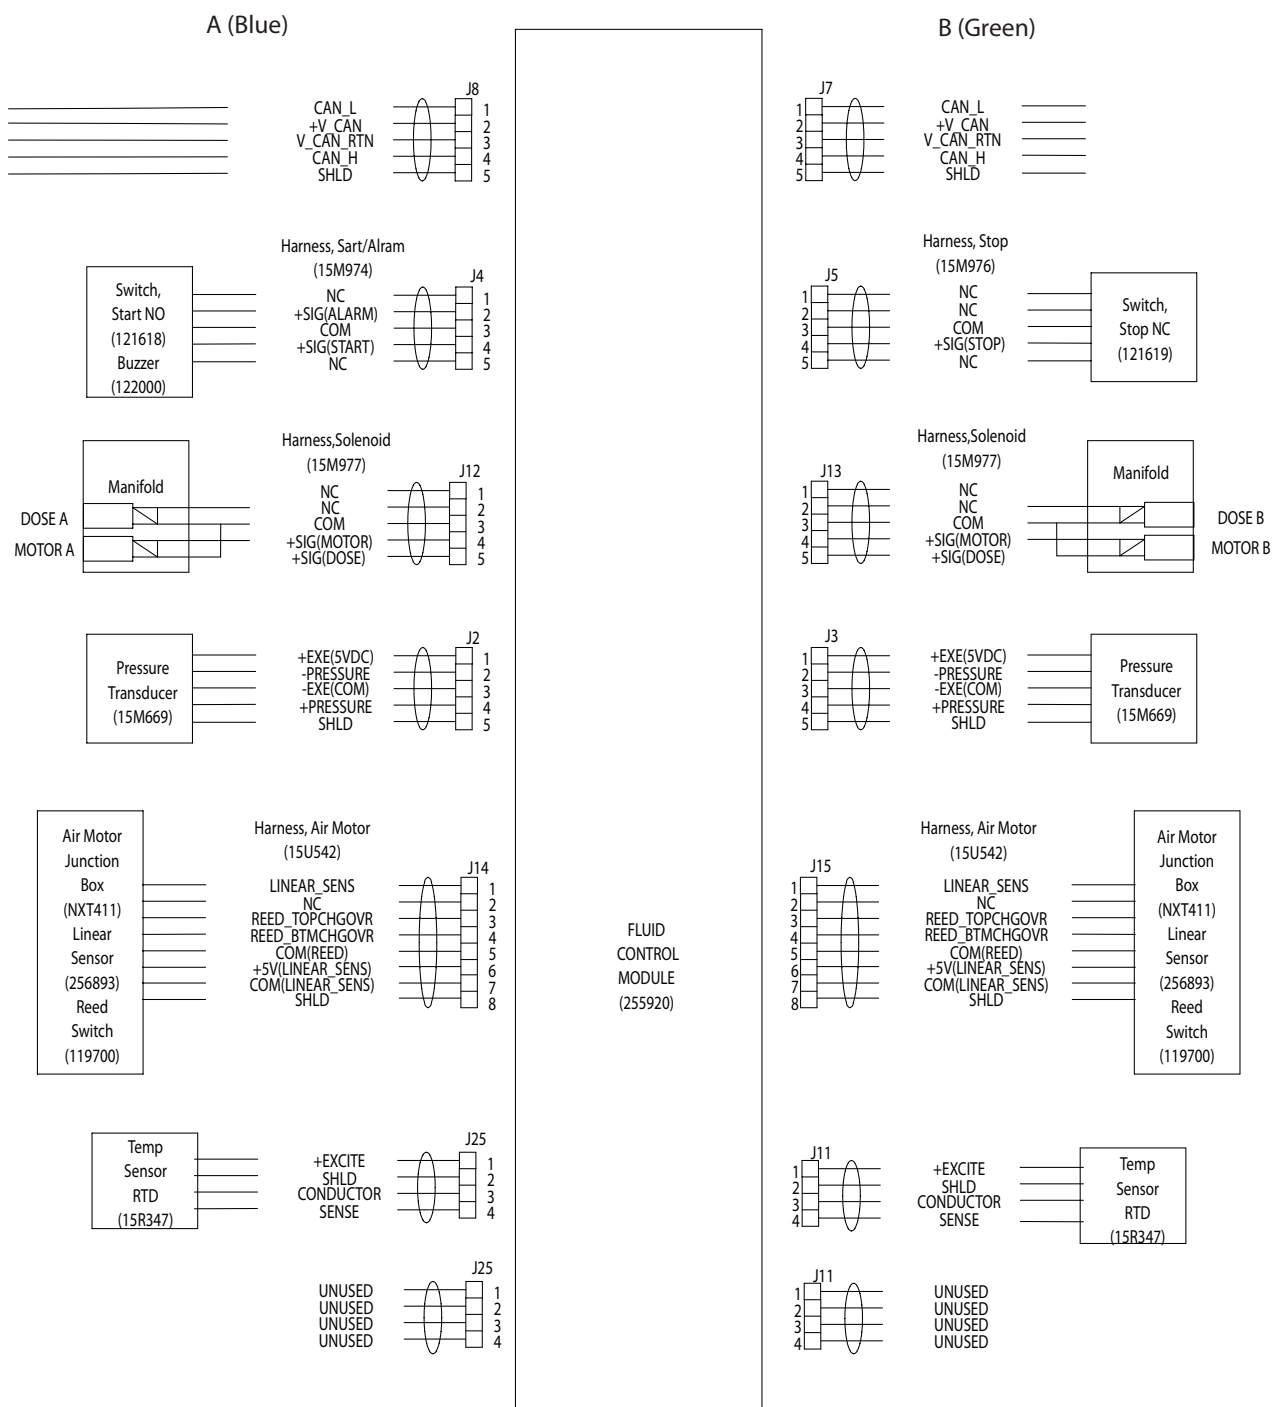 A (Blue)
B (Green)
J8
CAN_L 1
+V_CAN 2
V_CAN_RTN 3
CAN_H 4
SHLD 5
J7
1 CAN_L
2 +V_CAN
3 V_CAN_RTN
4 CAN_H
5 SHLD
Harness, Sart/Alram
(15M974)
J4
Switch,
Start NO
(121618)
Buzzer
(122000)
NC 1
+SIG(ALARM) 2
COM 3
+SIG(START) 4
NC 5
Harness, Stop
(15M976)
J5
1 NC
2 NC
3 COM
4 +SIG(STOP)
5 NC
Switch,
Stop NC
(121619)
Harness,Solenoid
(15M977)
J12
Manifold
DOSE A
MOTOR A
NC 1
NC 2
COM 3
+SIG(MOTOR) 4
+SIG(DOSE) 5
Harness,Solenoid
(15M977)
J13
1 NC
2 NC
3 COM
4 +SIG(MOTOR)
5 +SIG(DOSE)
Manifold
DOSE B
MOTOR B
J2
Pressure
Transducer
(15M669)
+EXE(5VDC) 1
-PRESSURE 2
-EXE(COM) 3
+PRESSURE 4
SHLD 5
J3
1 +EXE(5VDC)
2 -PRESSURE
3 -EXE(COM)
4 +PRESSURE
5 SHLD
Pressure
Transducer
(15M669)
Air Motor
Junction
Box
(NXT411)
Linear
Sensor
(256893)
Reed
Switch
(119700)
Harness, Air Motor
(15U542)
J14
LINEAR_SENS 1
NC 2
REED_TOPCHGOVR 3
REED_BTMCHGOVR 4
COM(REED) 5
+5V(LINEAR_SENS) 6
COM(LINEAR_SENS) 7
SHLD 8
FLUID
CONTROL
MODULE
(255920)
Harness, Air Motor
(15U542)
J15
1 LINEAR_SENS
2 NC
3 REED_TOPCHGOVR
4 REED_BTMCHGOVR
5 COM(REED)
6 +5V(LINEAR_SENS)
7 COM(LINEAR_SENS)
8 SHLD
Air Motor
Junction
Box
(NXT411)
Linear
Sensor
(256893)
Reed
Switch
(119700)
Temp
Sensor
RTD
(15R347)
J25
+EXCITE 1
SHLD 2
CONDUCTOR 3
SENSE 4
J11
1 +EXCITE
2 SHLD
3 CONDUCTOR
4 SENSE
Temp
Sensor
RTD
(15R347)
J25
UNUSED 1
UNUSED 2
UNUSED 3
UNUSED 4
J11
1 UNUSED
2 UNUSED
3 UNUSED
4 UNUSED